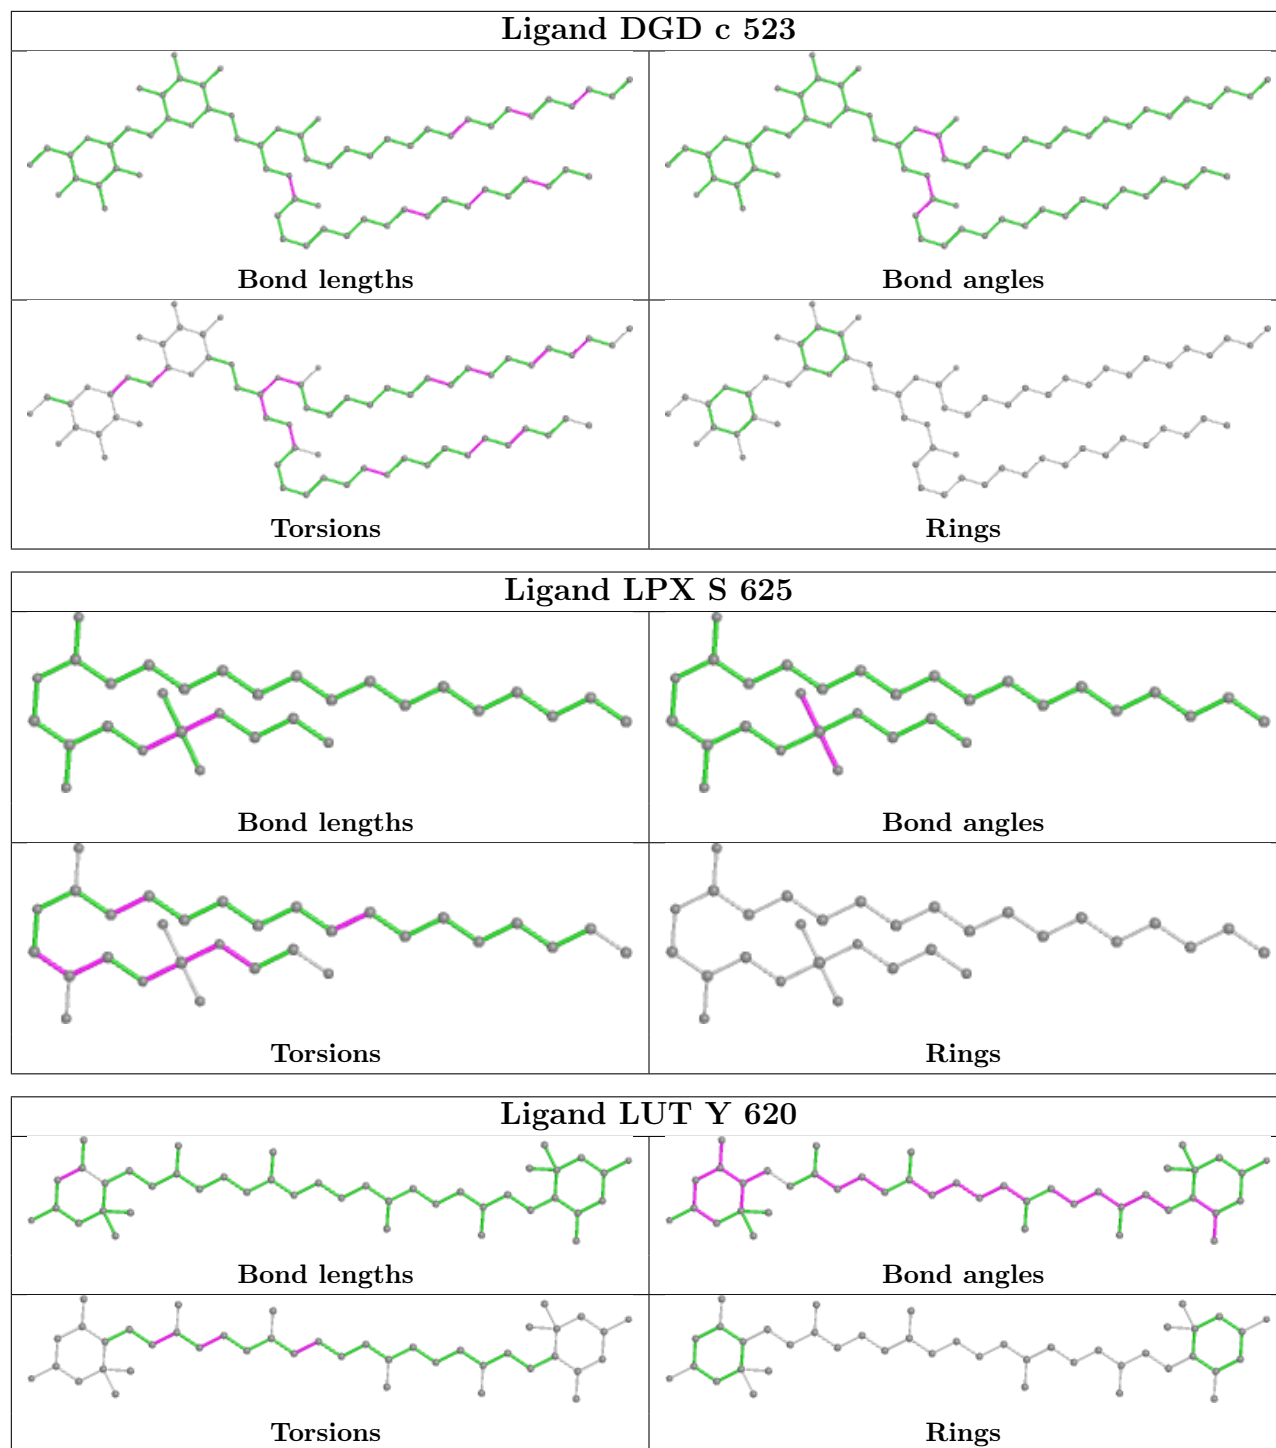 Ligand DGD c 523
Bond lengths
Bond angles
Torsions
Rings
Ligand LPX S 625
Bond lengths
Bond angles
Torsions
Rings
Ligand LUT Y 620
Bond lengths
Bond angles
Torsions
Rings